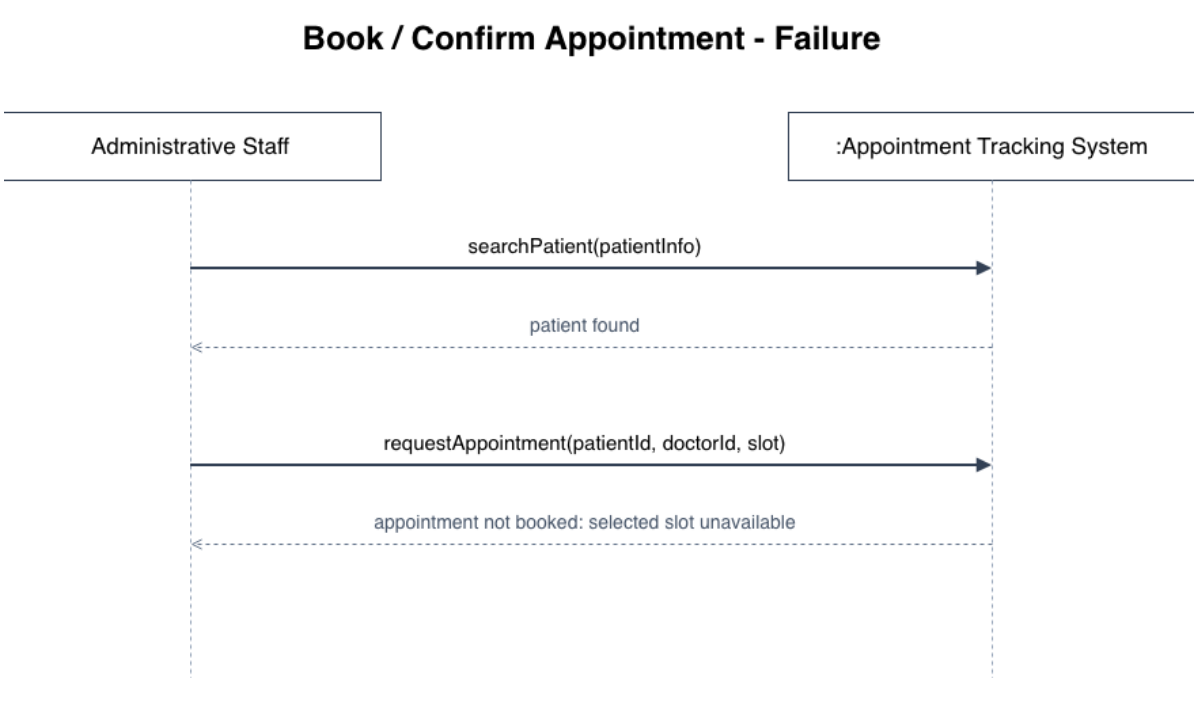 Book / Confirm Appointment - Failure
Administrative Staff
:Appointment Tracking System
searchPatient(patientInfo)
patient found
requestAppointment(patientId, doctorId, slot)
appointment not booked: selected slot unavailable